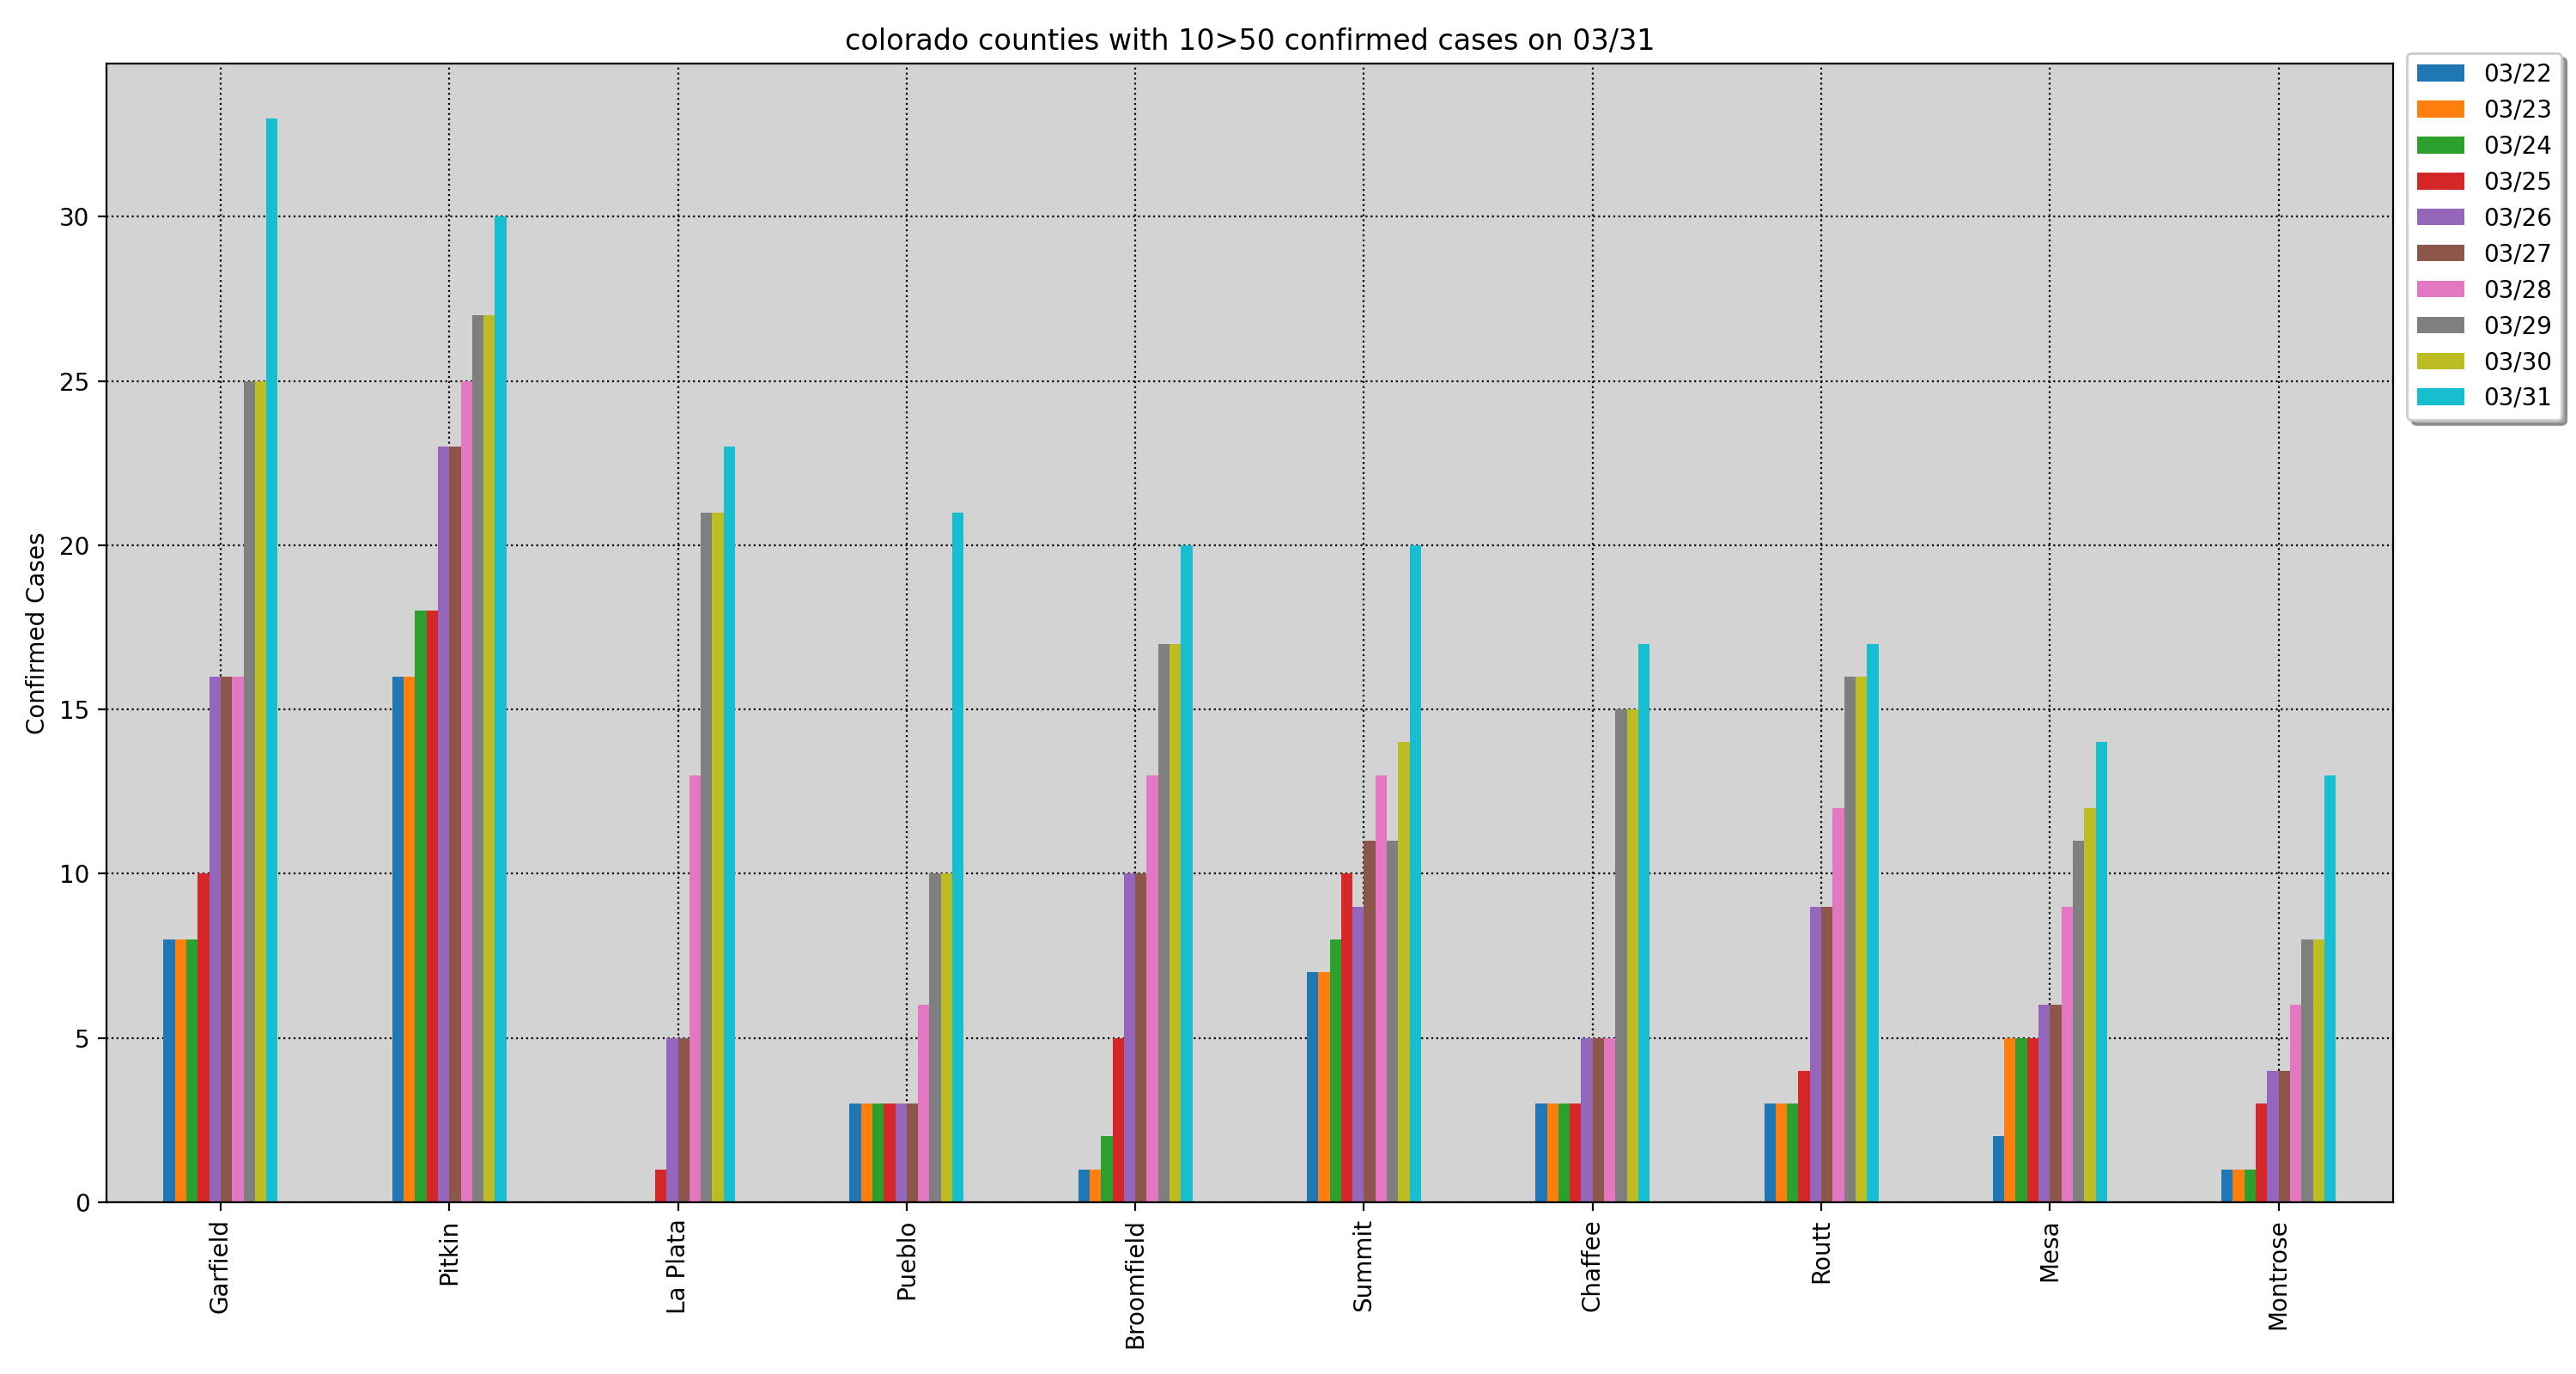 colorado counties with 10>50 confirmed cases on 03/31
03/22
03/23
03/24
03/25
03/26
03/27
03/28
03/29
03/30
03/31
Confirmed Cases
30
25
20
15
10
5
0
Garfield
Pitkin
La Plata
Pueblo
Broomfield
Summit
Chaffee
Routt
Mesa
Montrose